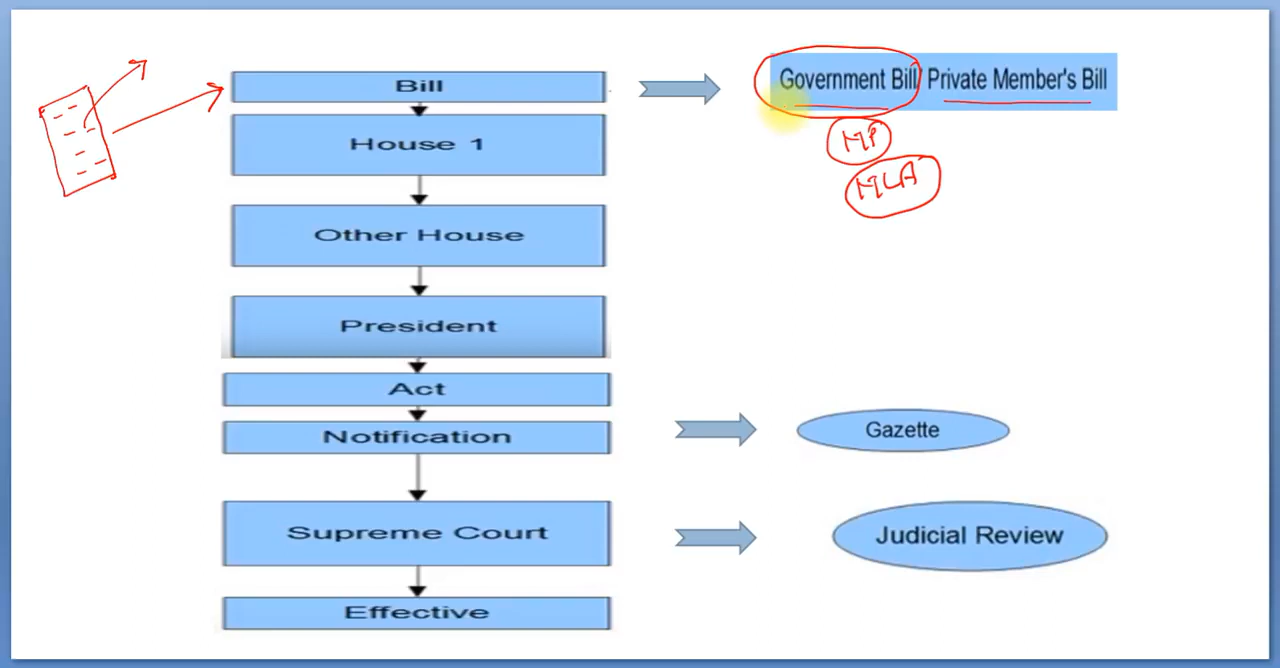 Bill
Government Bill/ Private Member's Bill
MP
MLA
House 1
Other House
President
Act
Notification
Gazette
Supreme Court
Judicial Review
Effective